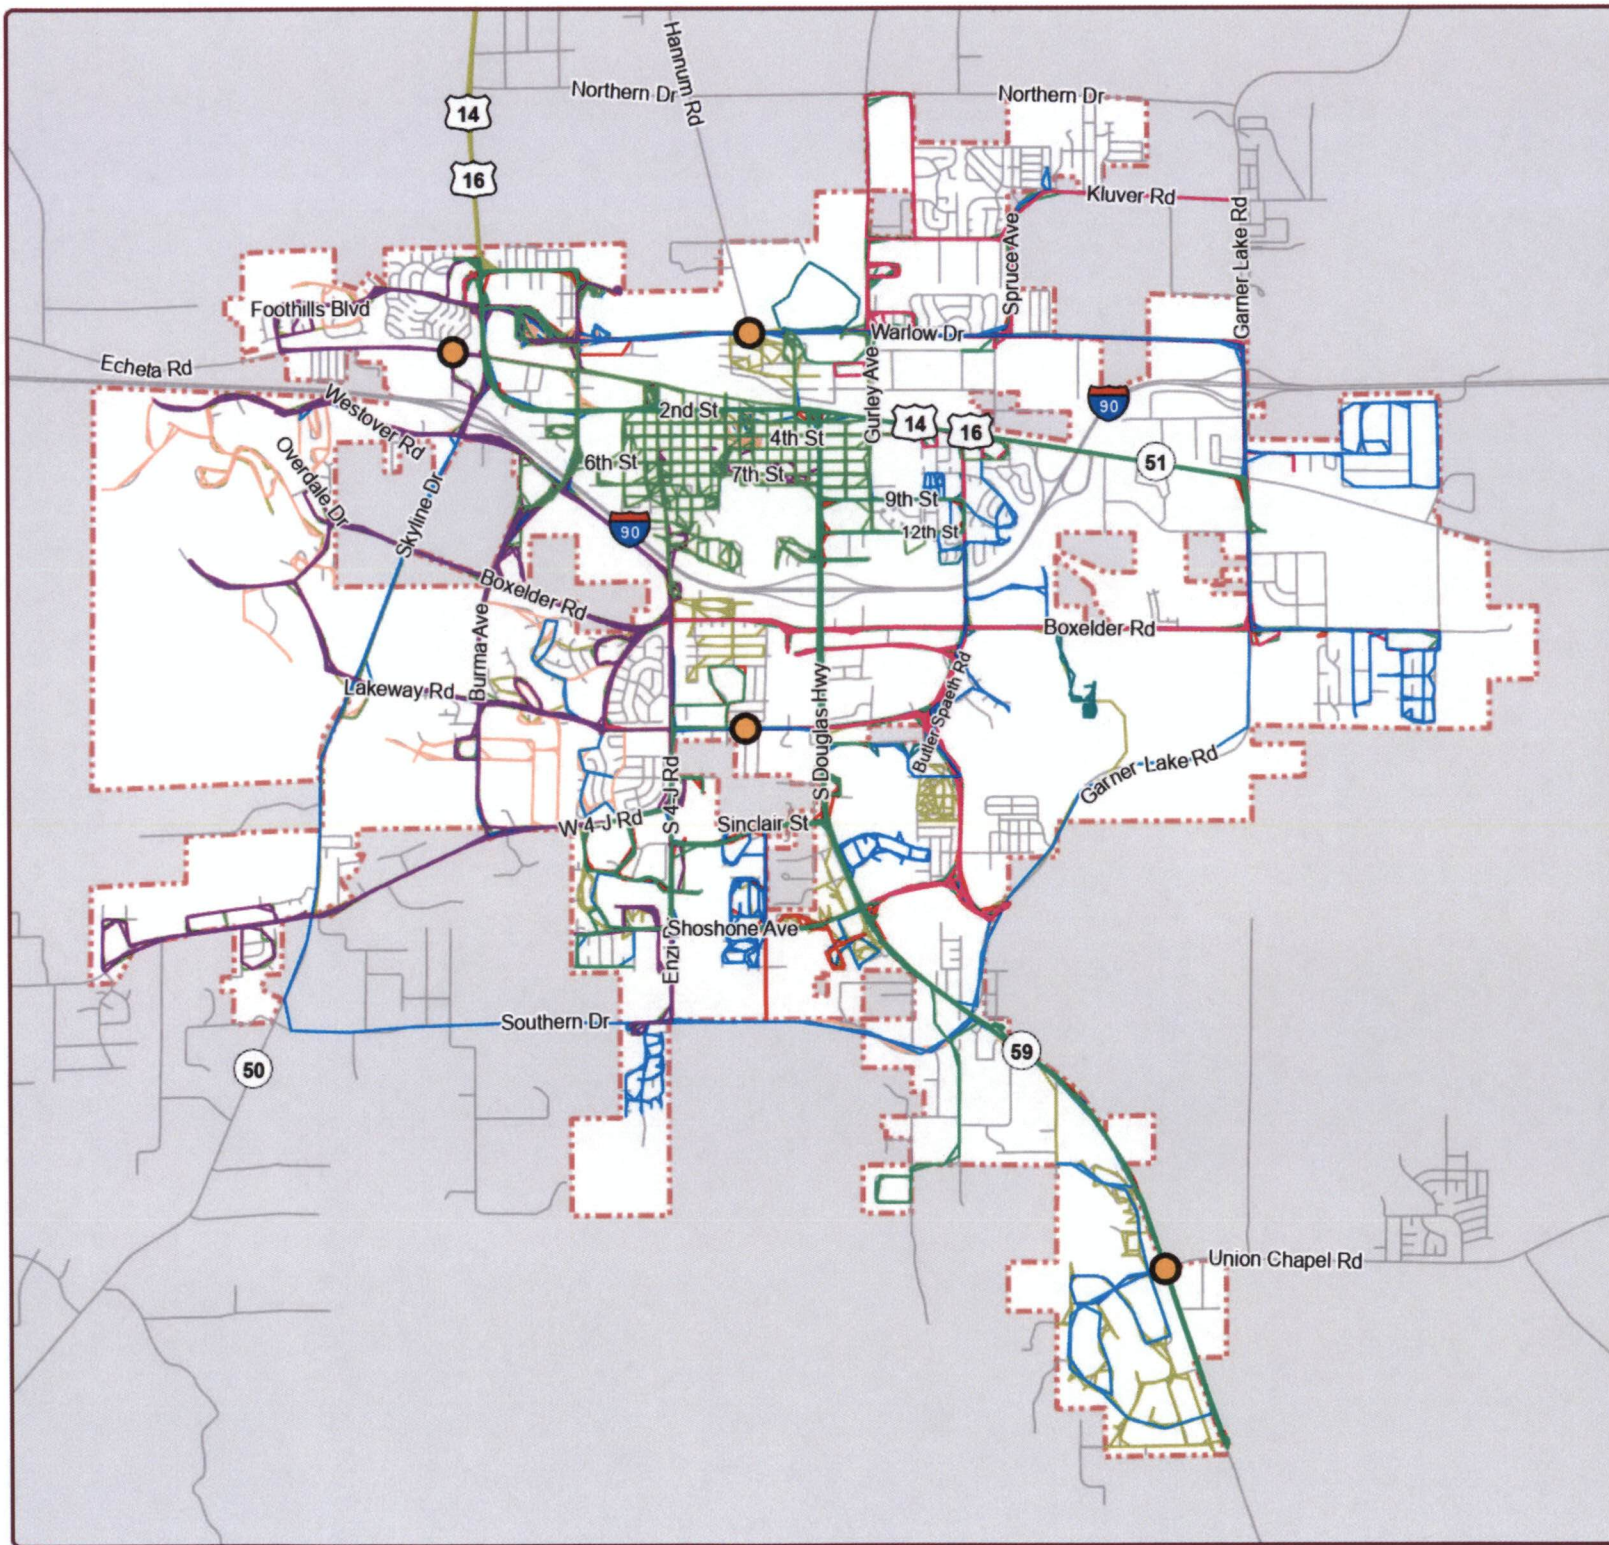 Hannum Rd
Northern Dr
Northern Dr
14
16
Kluver Rd
Garner Lake Rd
Spruce Ave
Foothills Blvd
Warlow Dr
Echeta Rd
Westover Rd
Gurley Ave
2nd St
14
16
90
4th St
Overdale Dr
6th St
7th St
51
Skyline Dr
9th St
90
12th St
Boxelder Rd
Burma Ave
Boxelder Rd
Lakeway Rd
S Douglas Hwy
Butler Spaeth Rd
Garner Lake Rd
S 4-J Rd
W 4-J Rd
Sinclair St
Shoshone Ave
Enzi
Southern Dr
50
59
Union Chapel Rd